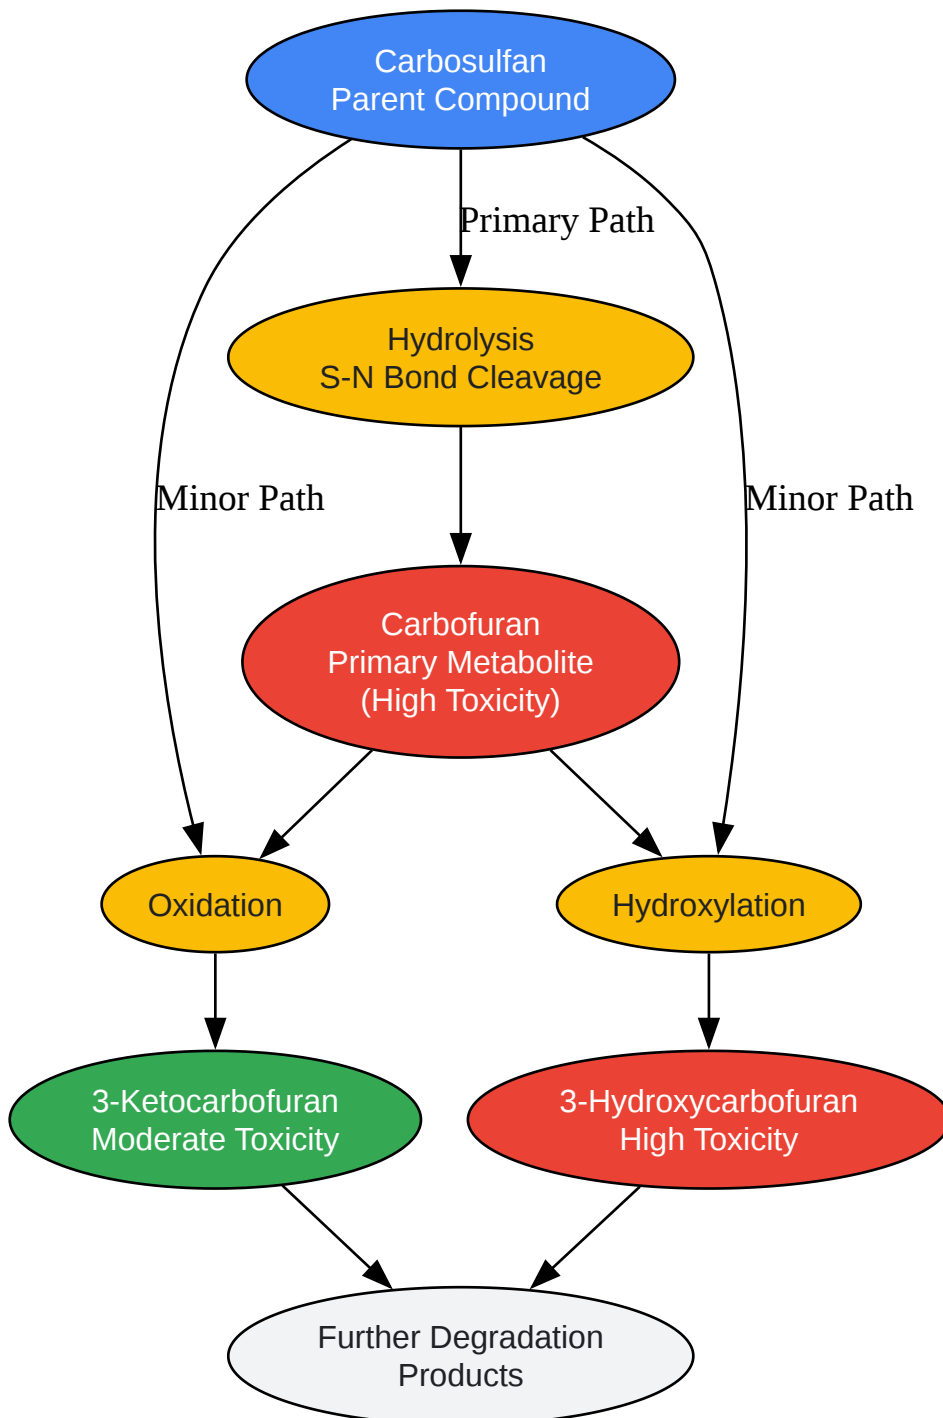 Carbosulfan
Parent Compound
Primary Path
Hydrolysis
S-N Bond Cleavage
Minor Path
Minor Path
Carbofuran
Primary Metabolite
(High Toxicity)
Oxidation
Hydroxylation
3-Ketocarbofuran
Moderate Toxicity
3-Hydroxycarbofuran
High Toxicity
Further Degradation
Products